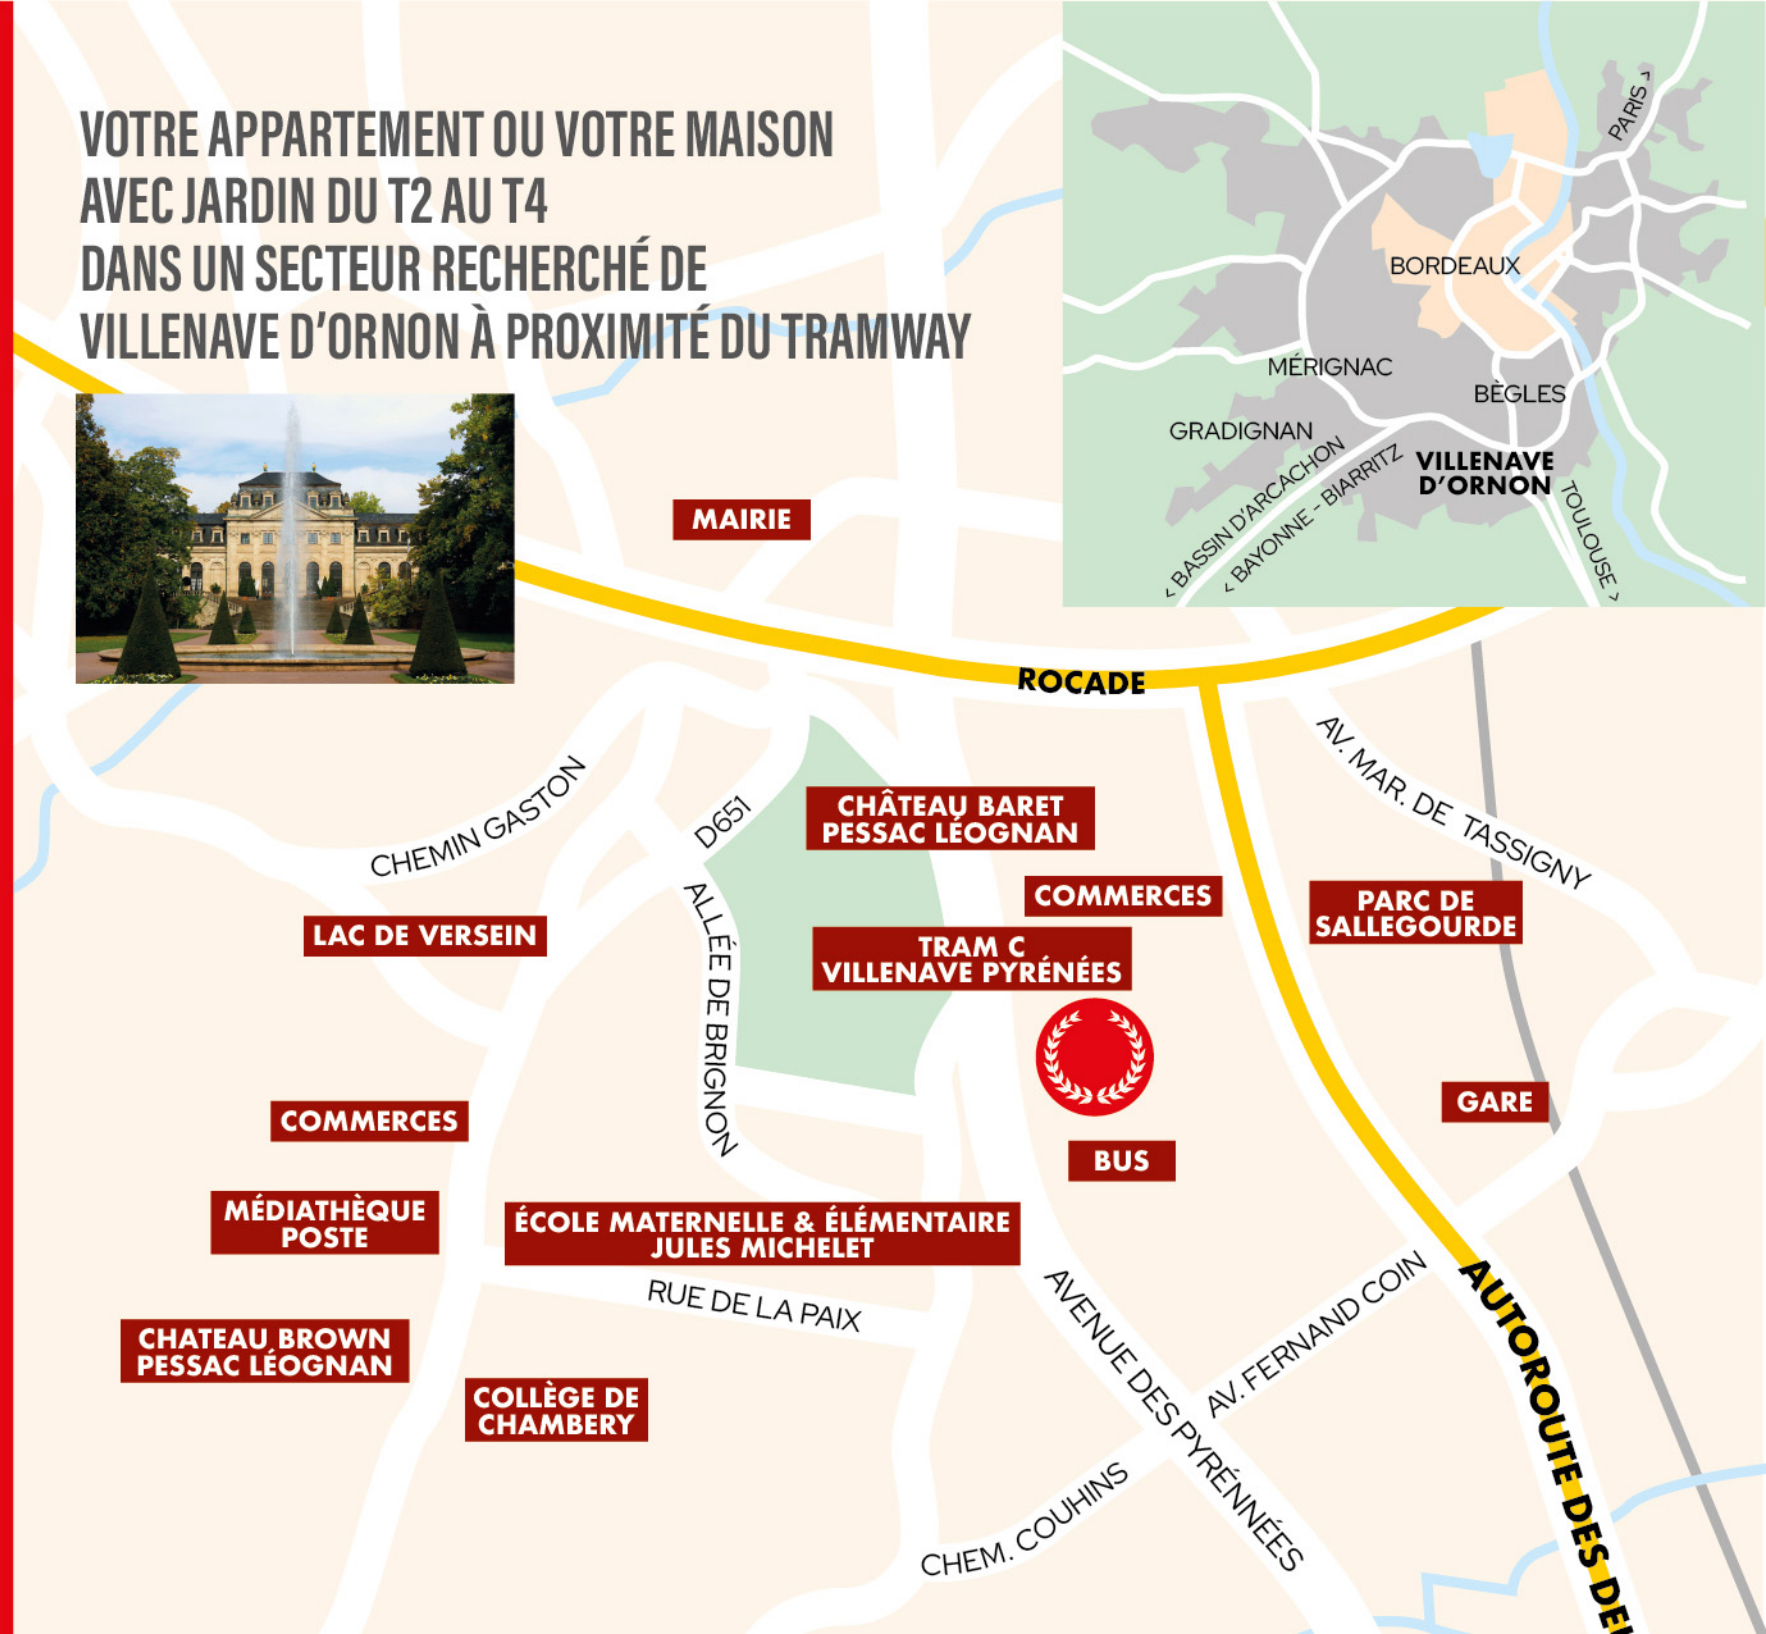 VOTRE APPARTEMENT OU VOTRE MAISON
AVEC JARDIN DU T2 AU T4
DANS UN SECTEUR RECHERCHÉ DE
VILLENAVE D'ORNON À PROXIMITÉ DU TRAMWAY
PARIS >
BORDEAUX
MÉRIGNAC
BÈGLES
GRADIGNAN
VILLENAVE
D'ORNON
< BASSIN D'ARCACHON
< BAYONNE - BIARRITZ
TOULOUSE >
MAIRIE
ROCADE
AV. MAR. DE TASSIGNY
CHEMIN GASTON
D651
CHÂTEAU BARET
PESSAC LÉOGNAN
COMMERCES
PARC DE
SALLEGOURDE
LAC DE VERSEIN
ALLÉE DE BRIGNON
TRAM C
VILLENAVE PYRÉNÉES
GARE
COMMERCES
BUS
MÉDIATHÈQUE
POSTE
ÉCOLE MATERNELLE & ÉLÉMENTAIRE
JULES MICHELET
RUE DE LA PAIX
AVENUE DES PYRÉNNÉES
AV. FERNAND COIN
AUTOROUTE DES
CHATEAU BROWN
PESSAC LÉOGNAN
COLLÈGE DE
CHAMBERY
CHEM. COUHINS